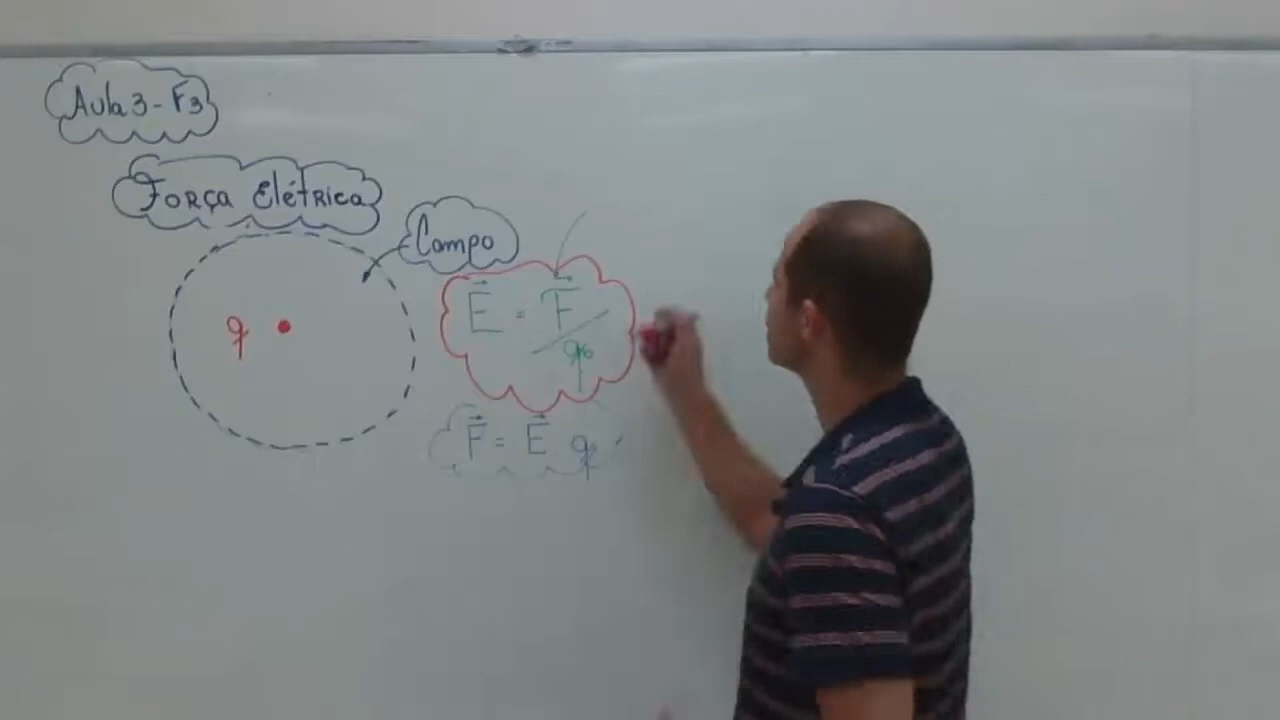 Aula 3 - F3
Força Elétrica
Campo
q
E = F / q₀
F = E q